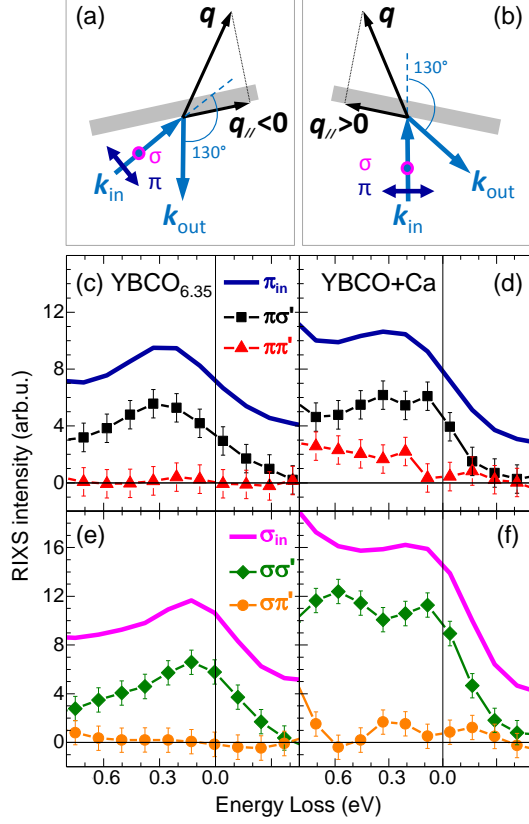 (a)
q
q//<0
130°
σ
π
k_in
k_out
(b)
q
130°
q//>0
σ
π
k_out
k_in
(c) YBCO_6.35
π_in
πσ'
ππ'
YBCO+Ca (d)
12
8
4
0
(e)
σ_in
σσ'
σπ'
(f)
16
12
8
4
0
RIXS intensity (arb.u.)
0.6 0.3 0.0 0.6 0.3 0.0
Energy Loss (eV)